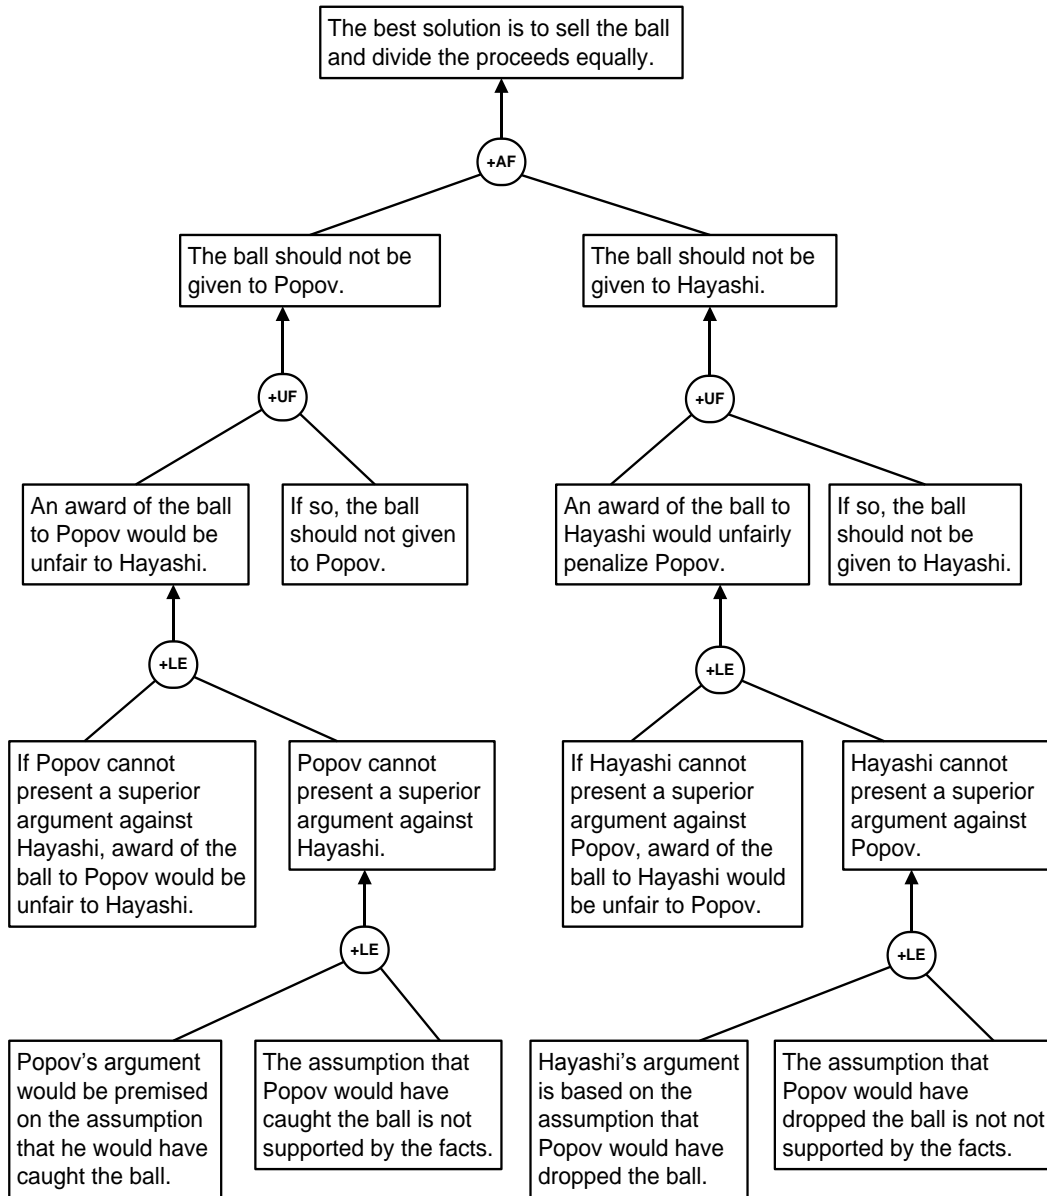 The best solution is to sell the ball
and divide the proceeds equally.
+AF
The ball should not be
given to Popov.
The ball should not be
given to Hayashi.
+UF
+UF
An award of the ball
to Popov would be
unfair to Hayashi.
If so, the ball
should not given
to Popov.
An award of the ball to
Hayashi would unfairly
penalize Popov.
If so, the ball
should not be
given to Hayashi.
+LE
+LE
If Popov cannot
present a superior
argument against
Hayashi, award of the
ball to Popov would be
unfair to Hayashi.
Popov cannot
present a superior
argument against
Hayashi.
If Hayashi cannot
present a superior
argument against
Popov, award of the
ball to Hayashi would
be unfair to Popov.
Hayashi cannot
present a superior
argument against
Popov.
+LE
+LE
Popov’s argument
would be premised
on the assumption
that he would have
caught the ball.
The assumption that
Popov would have
caught the ball is not
supported by the facts.
Hayashi’s argument
is based on the
assumption that
Popov would have
dropped the ball.
The assumption that
Popov would have
dropped the ball is not not
supported by the facts.